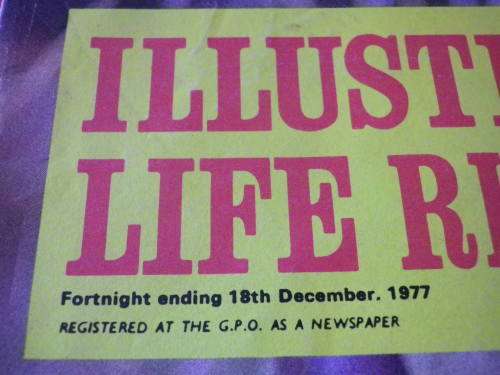 ILLUST
LIFE R
Fortnight ending 18th December. 1977
REGISTERED AT THE G.P.O. AS A NEWSPAPER